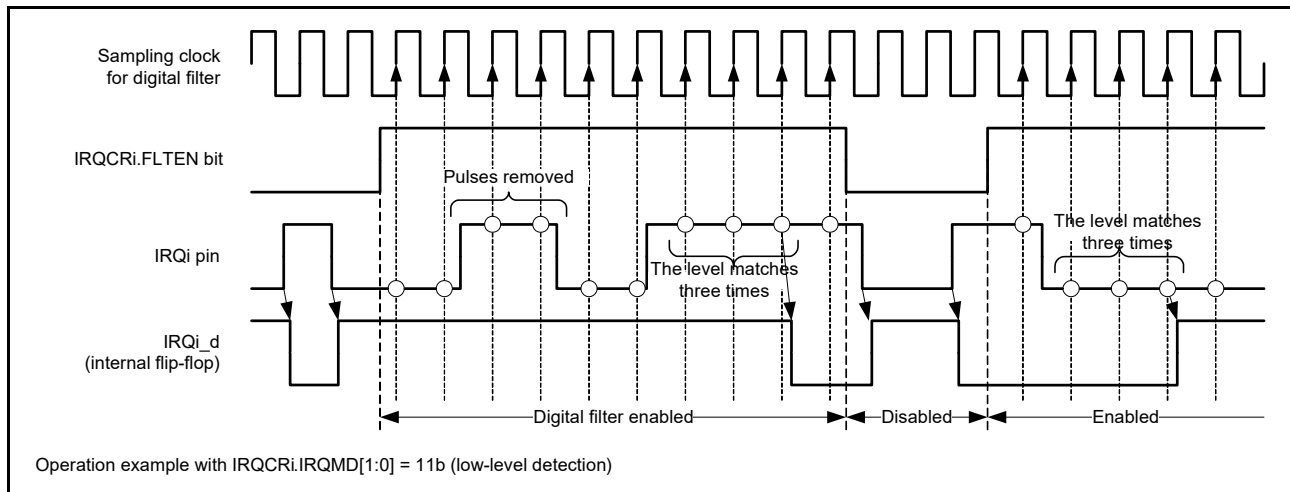 Sampling clock
for digital filter
IRQCRi.FLTEN bit
Pulses removed
IRQi pin
The level matches
three times
The level matches
three times
IRQi_d
(internal flip-flop)
Digital filter enabled
Disabled
Enabled
Operation example with IRQCRi.IRQMD[1:0] = 11b (low-level detection)